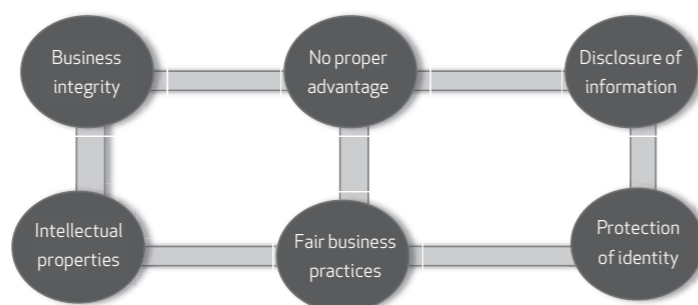 Business
integrity
No proper
advantage
Disclosure of
information
Intellectual
properties
Fair business
practices
Protection
of identity